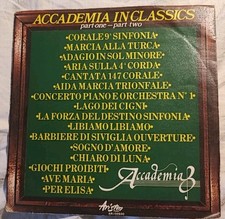 ACCADEMIA IN CLASSICS
part one - part two
• CORALE 9ª SINFONIA
• MARCIA ALLA TURCA
• ADAGIO IN SOL MINORE
• ARIA SULLA 4ª CORDA
• CANTATA 147 CORALE
• AIDA MARCIA TRIONFALE
• CONCERTO PIANO E ORCHESTRA Nº 1
• LAGO DEI CIGNI
• LA FORZA DEL DESTINO SINFONIA
• LIBIAMO LIBIAMO
• BARBIERE DI SIVIGLIA OUVERTURE
• SOGNO D'AMORE
• CHIARO DI LUNA
• GIOCHI PROIBITI
• AVE MARIA
• PER ELISA
Accademia
Ariston